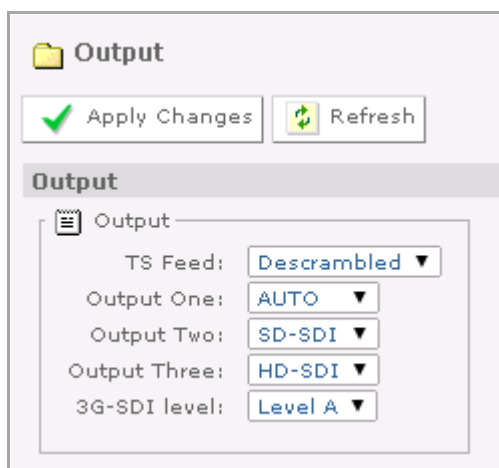 Output
Apply Changes Refresh
Output
Output
TS Feed: Descrambled
Output One: AUTO
Output Two: SD-SDI
Output Three: HD-SDI
3G-SDI level: Level A